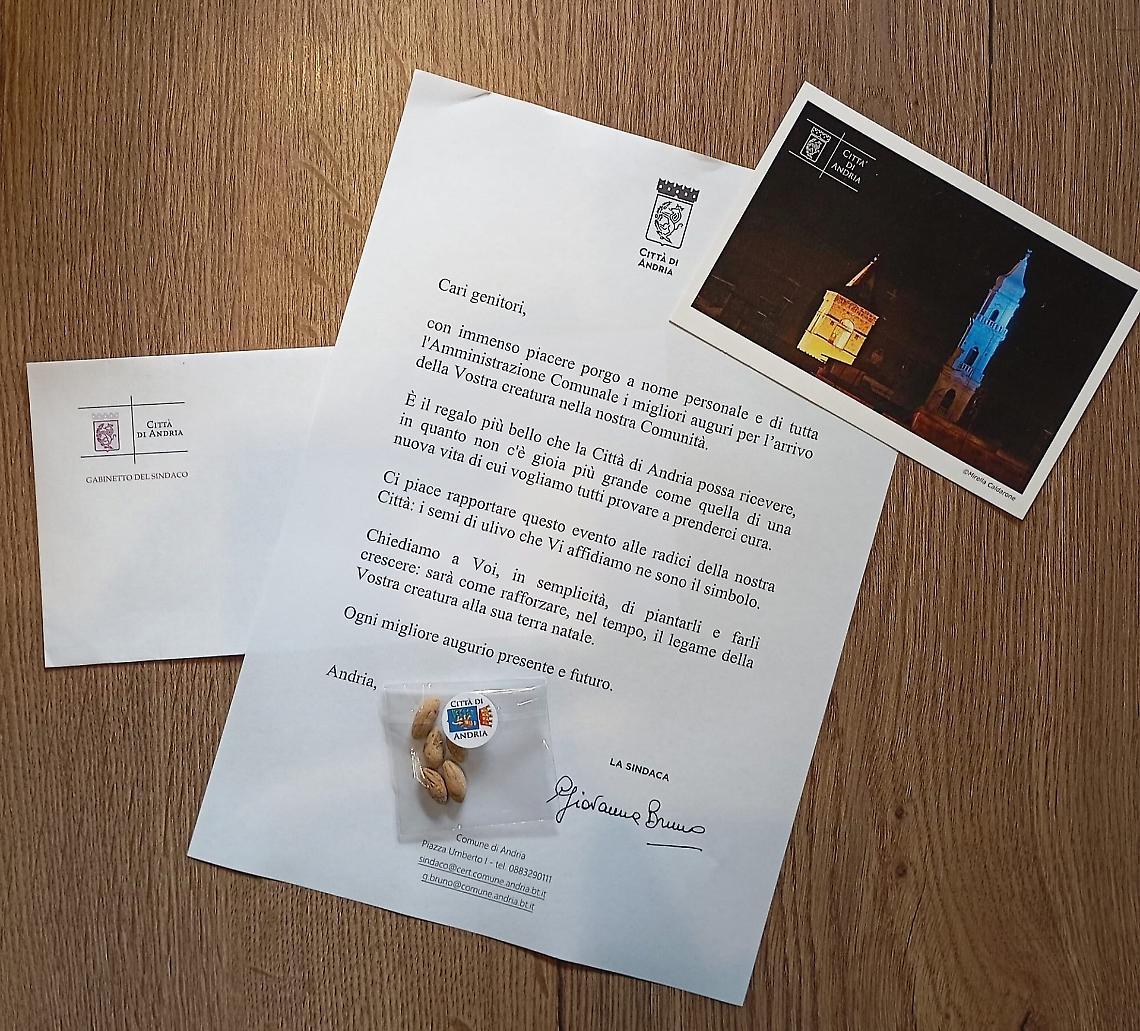 CITTÀ DI
ANDRIA
Cari genitori,
con immenso piacere porgo a nome personale e di tutta
l'Amministrazione Comunale i migliori auguri per l'arrivo
della Vostra creatura nella nostra Comunità.
È il regalo più bello che la Città di Andria possa ricevere,
in quanto non c'è gioia più grande come quella di una
nuova vita di cui vogliamo tutti provare a prenderci cura.
Ci piace rapportare questo evento alle radici della nostra
Città: i semi di ulivo che Vi affidiamo ne sono il simbolo.
Chiediamo a Voi, in semplicità, di piantarli e farli
crescere: sarà come rafforzare, nel tempo, il legame della
Vostra creatura alla sua terra natale.
Ogni migliore augurio presente e futuro.
Andria,
LA SINDACA
Giovanna Bruno
Comune di Andria
Piazza Umberto I - tel. 0883290111
sindaco@cert.comune.andria.bt.it
g.bruno@comune.andria.bt.it
CITTÀ DI
ANDRIA
CITTÀ
DI ANDRIA
GABINETTO DEL SINDACO
CITTA'
DI
ANDRIA
©Mirella Caldarone